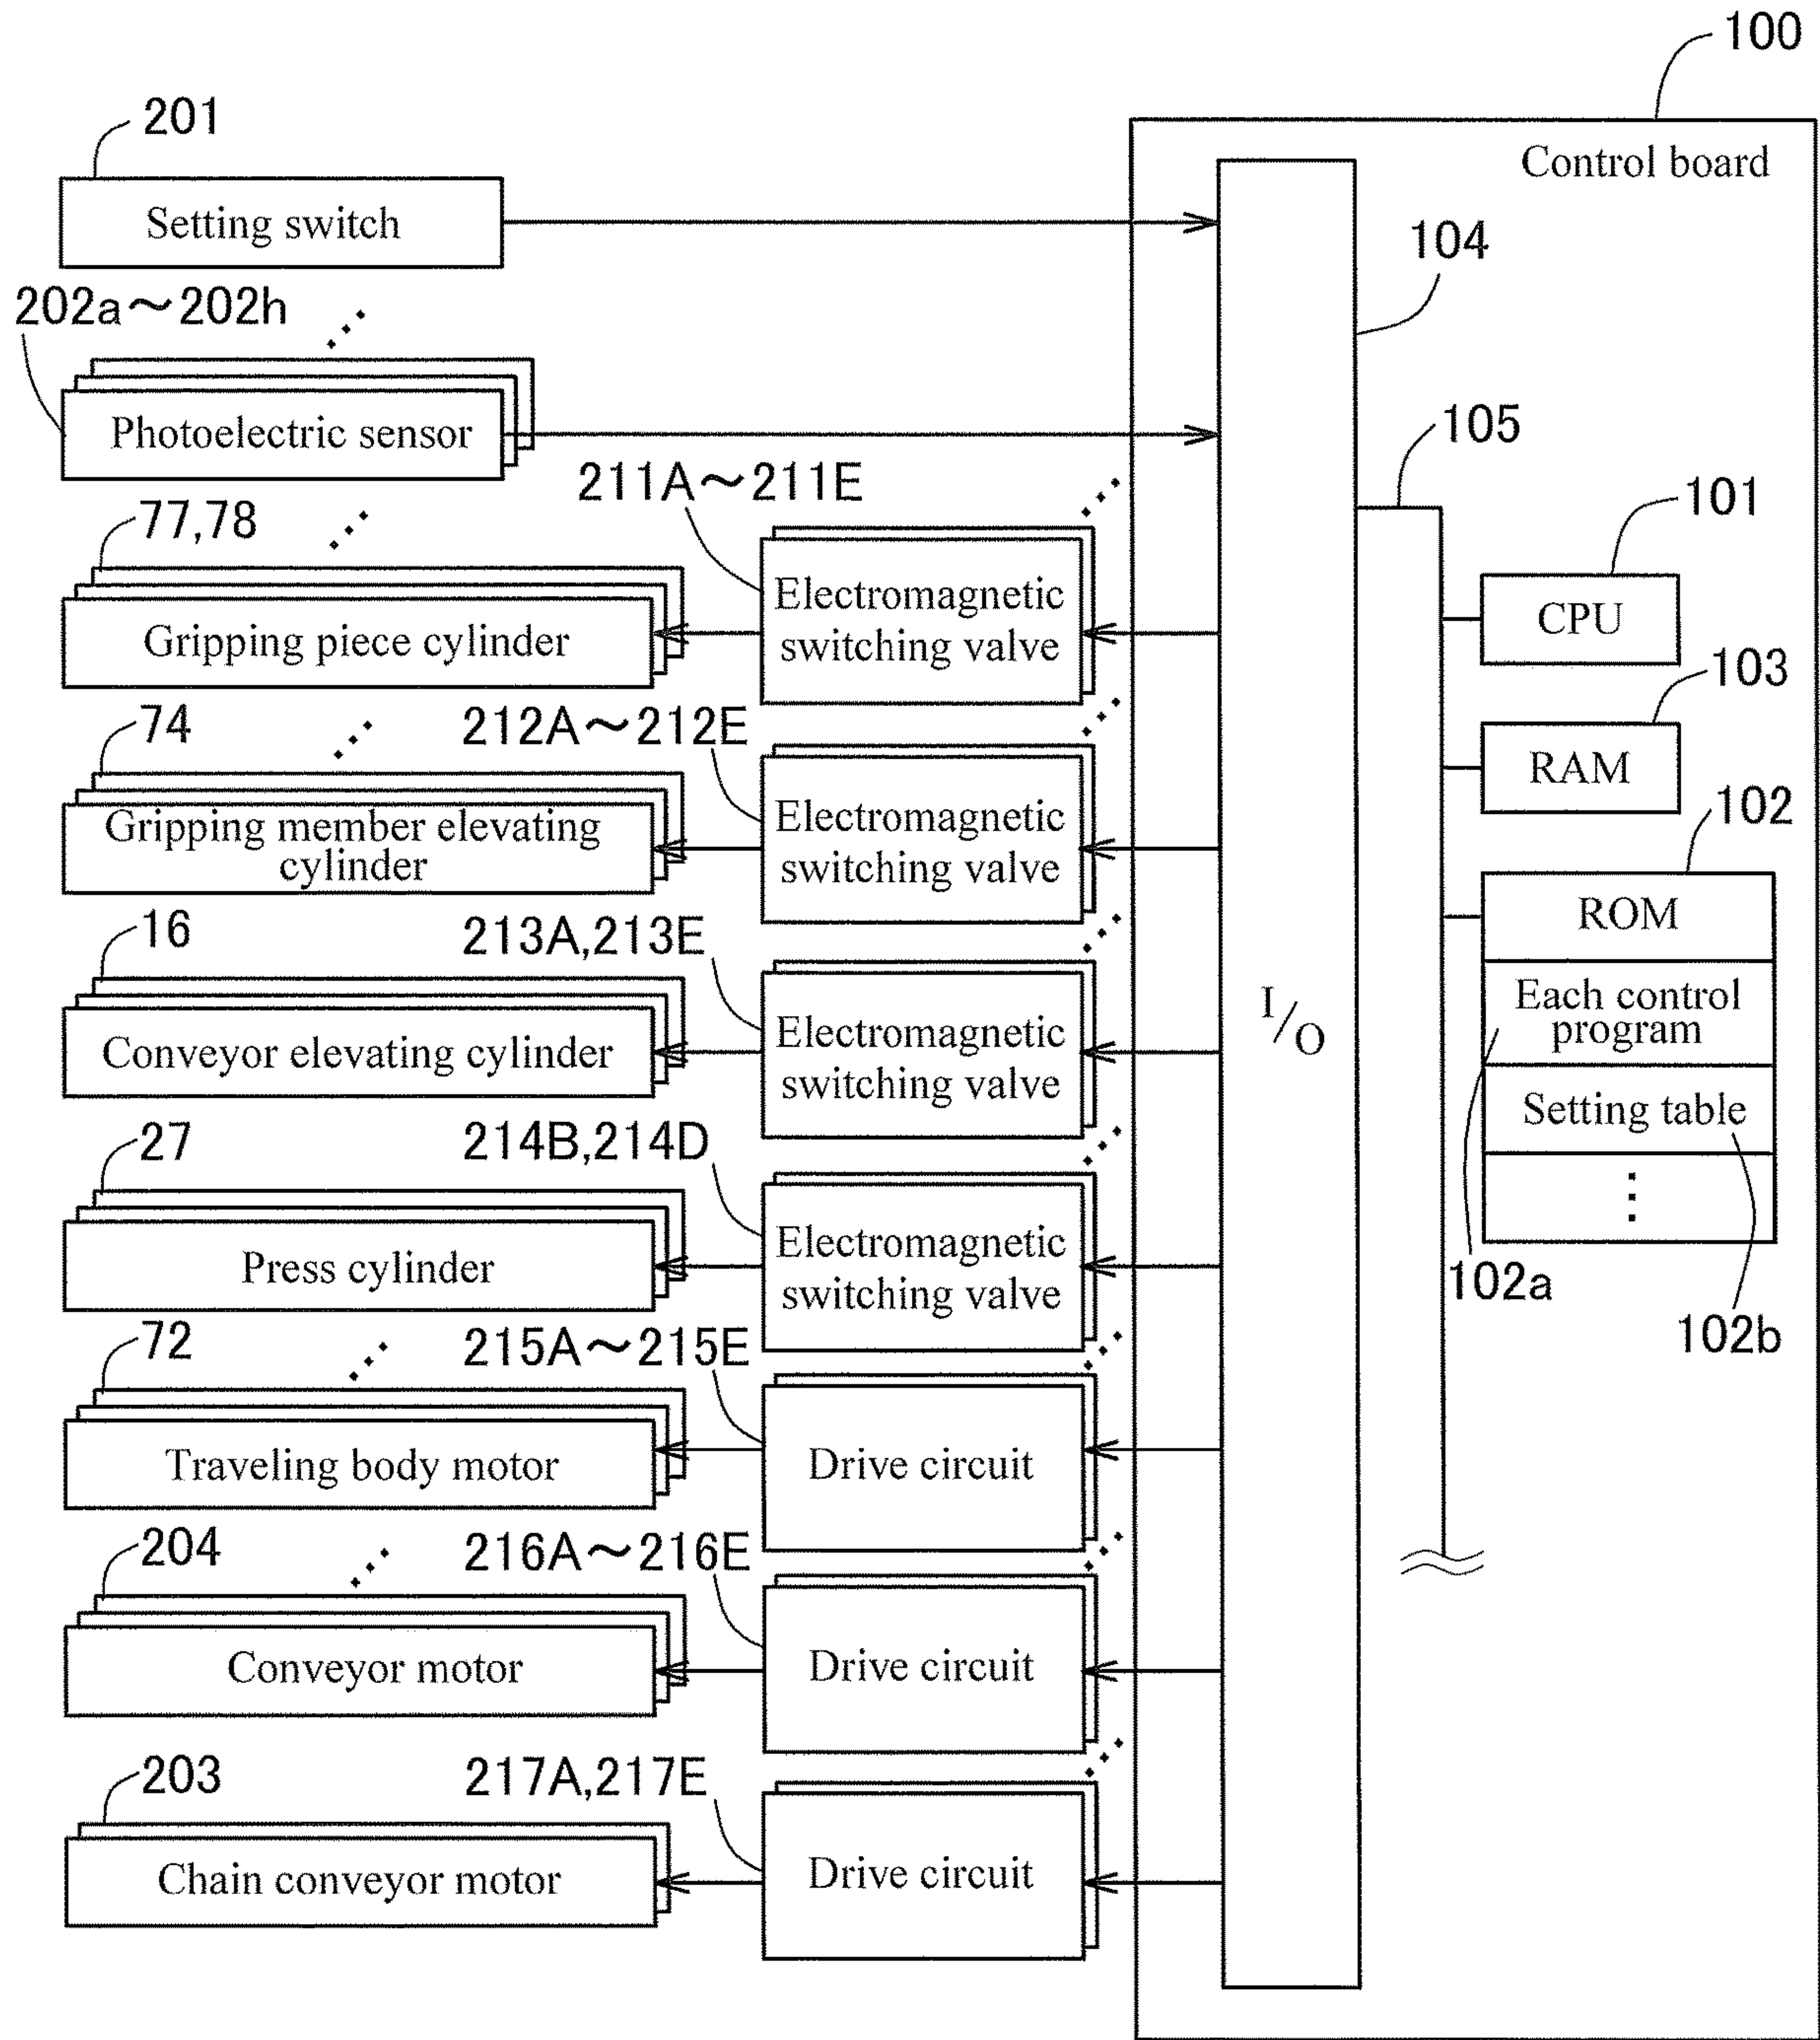 100
Control board
201
Setting switch
104
202a～202h
Photoelectric sensor
105
211A～211E
77,78
Electromagnetic
switching valve
Gripping piece cylinder
101
CPU
103
RAM
212A～212E
74
Electromagnetic
switching valve
Gripping member elevating
cylinder
102
ROM
Each control
program
Setting table
⋮
102a
102b
213A,213E
16
Electromagnetic
switching valve
Conveyor elevating cylinder
I/O
214B,214D
27
Electromagnetic
switching valve
Press cylinder
215A～215E
72
Drive circuit
Traveling body motor
216A～216E
204
Drive circuit
Conveyor motor
217A,217E
203
Drive circuit
Chain conveyor motor